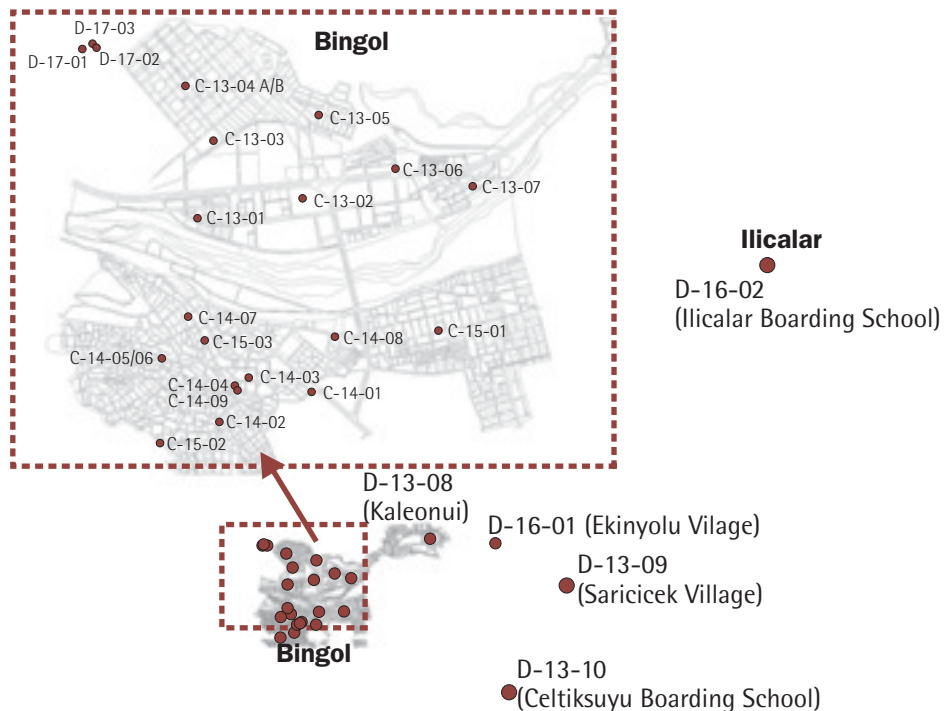 D-17-03
Bingol
D-17-01
D-17-02
C-13-04 A/B
C-13-05
C-13-03
C-13-06
C-13-07
C-13-02
C-13-01
Ilicalar
D-16-02
(Ilicalar Boarding School)
C-14-07
C-15-01
C-14-08
C-15-03
C-14-05/06
C-14-03
C-14-04
C-14-01
C-14-09
C-14-02
C-15-02
D-13-08
(Kaleonui)
D-16-01 (Ekinyolu Vilage)
D-13-09
(Saricicek Village)
Bingol
D-13-10
(Celtiksuyu Boarding School)